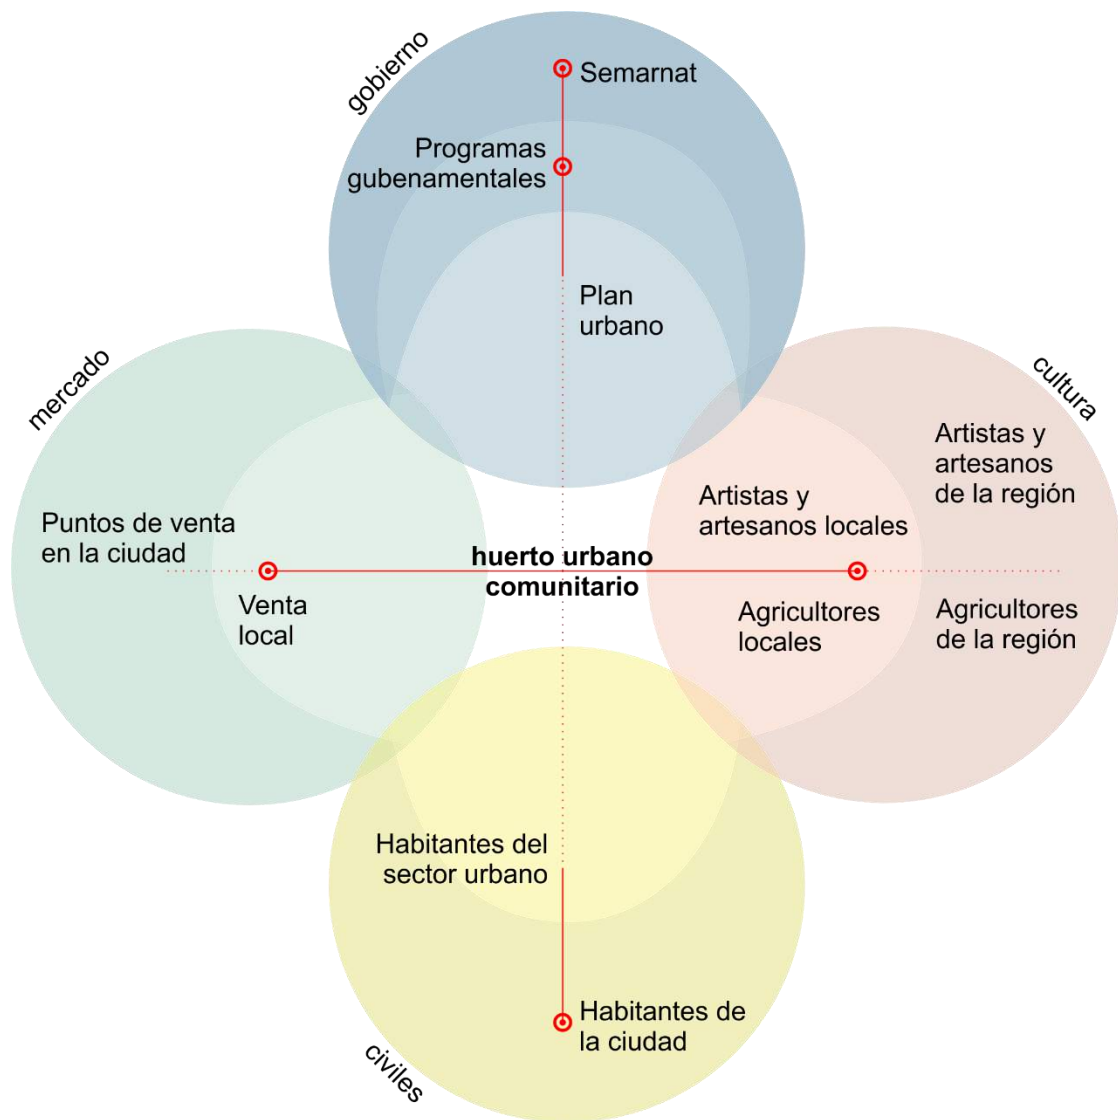 gobierno
Semarnat
Programas
gubenamentales
Plan
urbano
mercado
cultura
Artistas y
artesanos
de la región
Artistas y
artesanos locales
Puntos de venta
en la ciudad
huerto urbano
comunitario
Venta
local
Agricultores
locales
Agricultores
de la región
Habitantes del
sector urbano
Habitantes de
la ciudad
civiles